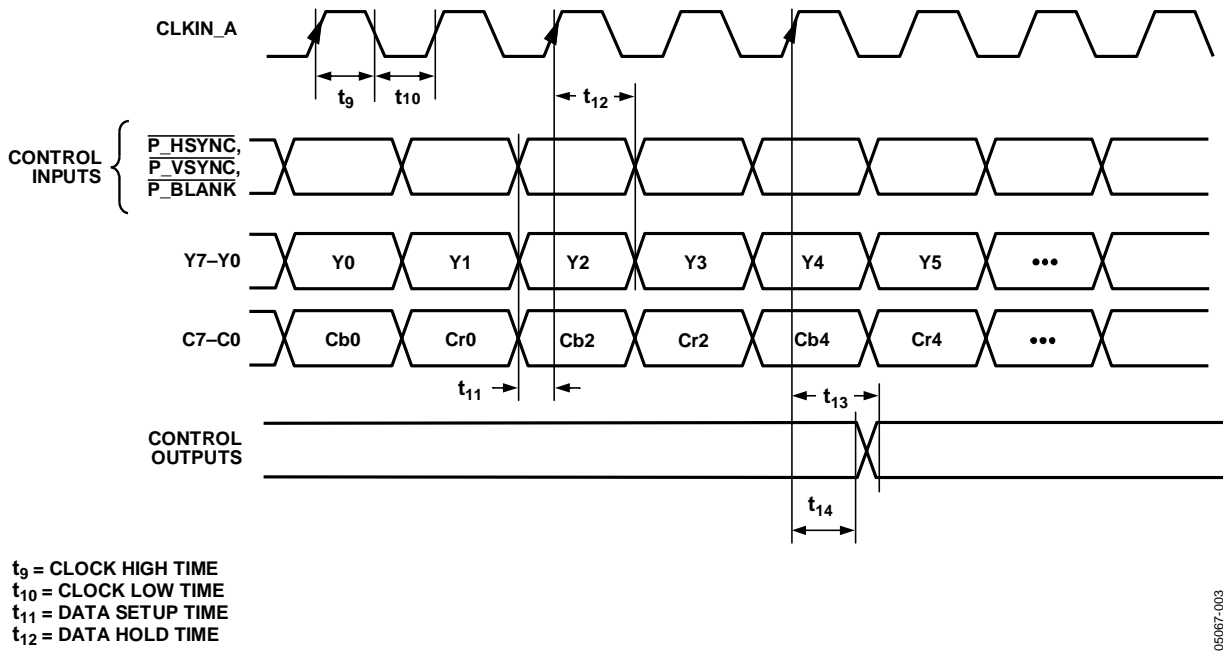 CLKIN_A
t9
t10
t12
CONTROL
INPUTS
P_HSYNC,
P_VSYNC,
P_BLANK
Y7–Y0
Y0
Y1
Y2
Y3
Y4
Y5
•••
C7–C0
Cb0
Cr0
Cb2
Cr2
Cb4
Cr4
•••
t11
t13
CONTROL
OUTPUTS
t14
t9 = CLOCK HIGH TIME
t10 = CLOCK LOW TIME
t11 = DATA SETUP TIME
t12 = DATA HOLD TIME
05067-003